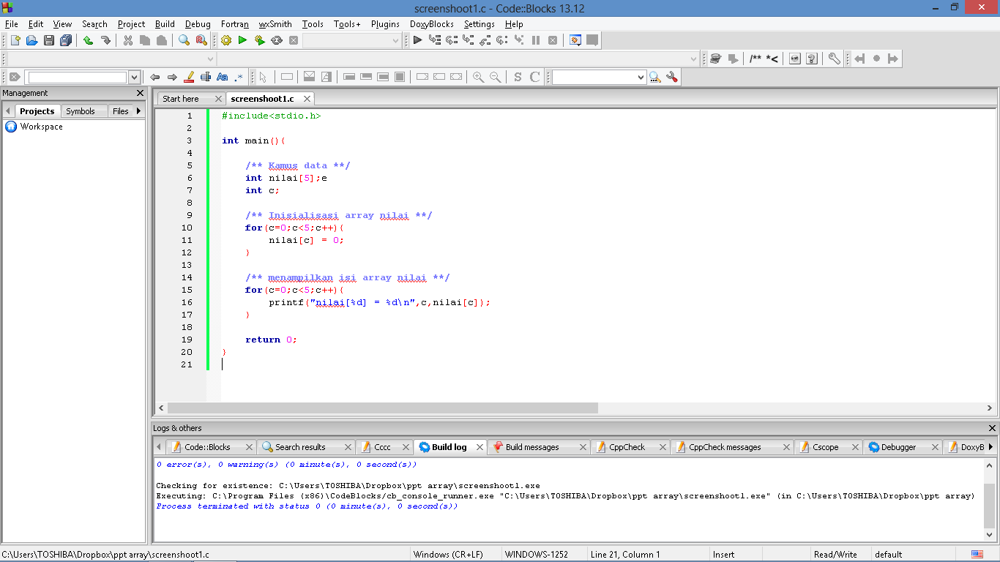 screenshoot1.c - Code::Blocks 13.12
File Edit View Search Project Build Debug Fortran wxSmith Tools Tools+ Plugins DoxyBlocks Settings Help
/** *<
Aa .*
S C
Management
Projects Symbols Files
Workspace
Start here screenshoot1.c
1 #include<stdio.h>
2
3 int main(){
4
5 /** Kamus data **/
6 int nilai[5];e
7 int c;
8
9 /** Inisialisasi array nilai **/
10 for(c=0;c<5;c++){
11 nilai[c] = 0;
12 }
13
14 /** menampilkan isi array nilai **/
15 for(c=0;c<5;c++){
16 printf("nilai[%d] = %d\n",c,nilai[c]);
17 }
18
19 return 0;
20 }
21
Logs & others
Code::Blocks Search results Cccc Build log Build messages CppCheck CppCheck messages Cscope Debugger DoxyB
0 error(s), 0 warning(s) (0 minute(s), 0 second(s))
Checking for existence: C:\Users\TOSHIBA\Dropbox\ppt array\screenshoot1.exe
Executing: C:\Program Files (x86)\CodeBlocks/cb_console_runner.exe "C:\Users\TOSHIBA\Dropbox\ppt array\screenshoot1.exe" (in C:\Users\TOSHIBA\Dropbox\ppt array)
Process terminated with status 0 (0 minute(s), 0 second(s))
C:\Users\TOSHIBA\Dropbox\ppt array\screenshoot1.c Windows (CR+LF) WINDOWS-1252 Line 21, Column 1 Insert Read/Write default